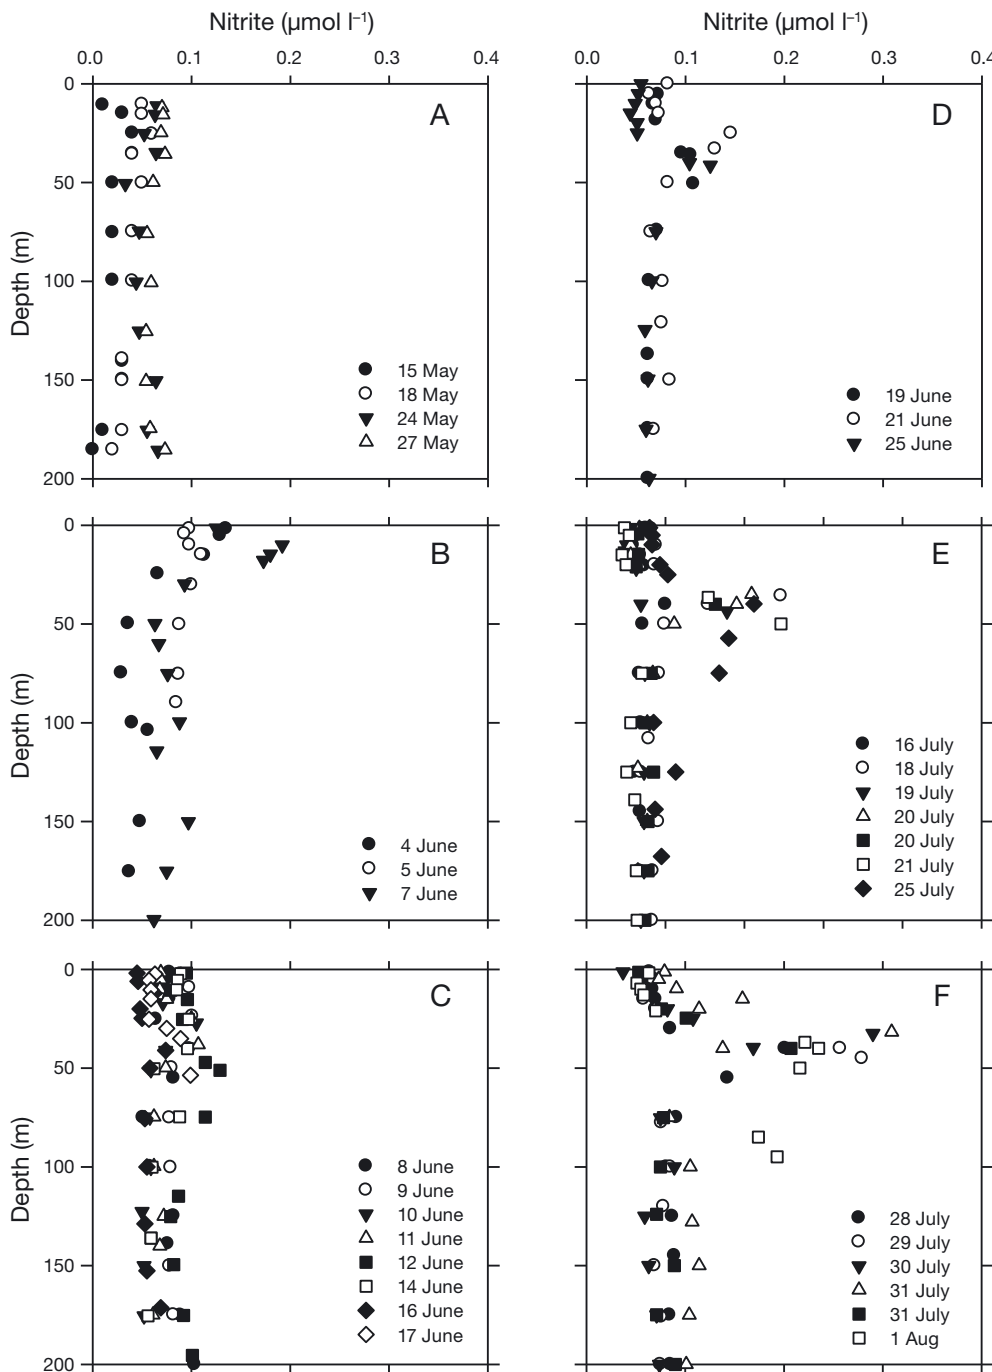 Nitrite (µmol l⁻¹) Nitrite (µmol l⁻¹)
0.0 0.1 0.2 0.3 0.4 0.0 0.1 0.2 0.3 0.4
0
50
100
150
200
Depth (m)
A
15 May
18 May
24 May
27 May
D
19 June
21 June
25 June
0
50
100
150
200
Depth (m)
B
4 June
5 June
7 June
E
16 July
18 July
19 July
20 July
20 July
21 July
25 July
0
50
100
150
200
Depth (m)
C
8 June
9 June
10 June
11 June
12 June
14 June
16 June
17 June
F
28 July
29 July
30 July
31 July
31 July
1 Aug